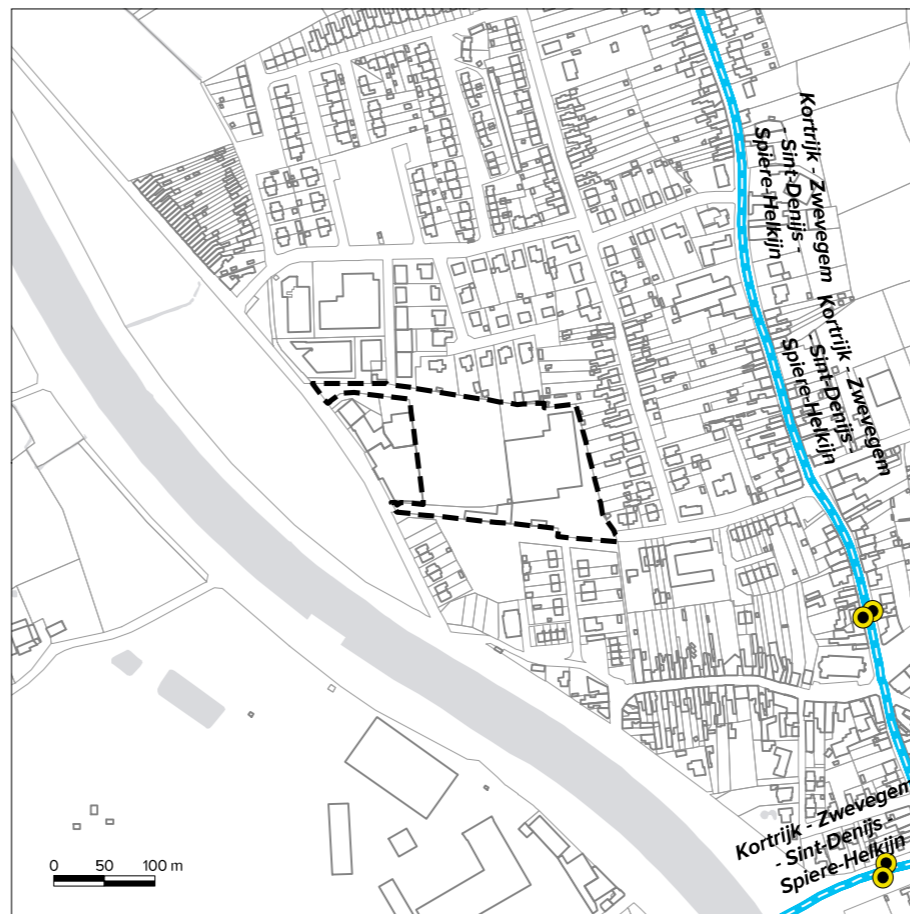 Kortrijk - Zwevegem
- Sint-Denijs -
Spiere-Helkijn
Kortrijk - Zwevegem
- Sint-Denijs -
Spiere-Helkijn
Kortrijk - Zwevegem
- Sint-Denijs -
Spiere-Helkijn
0 50 100 m